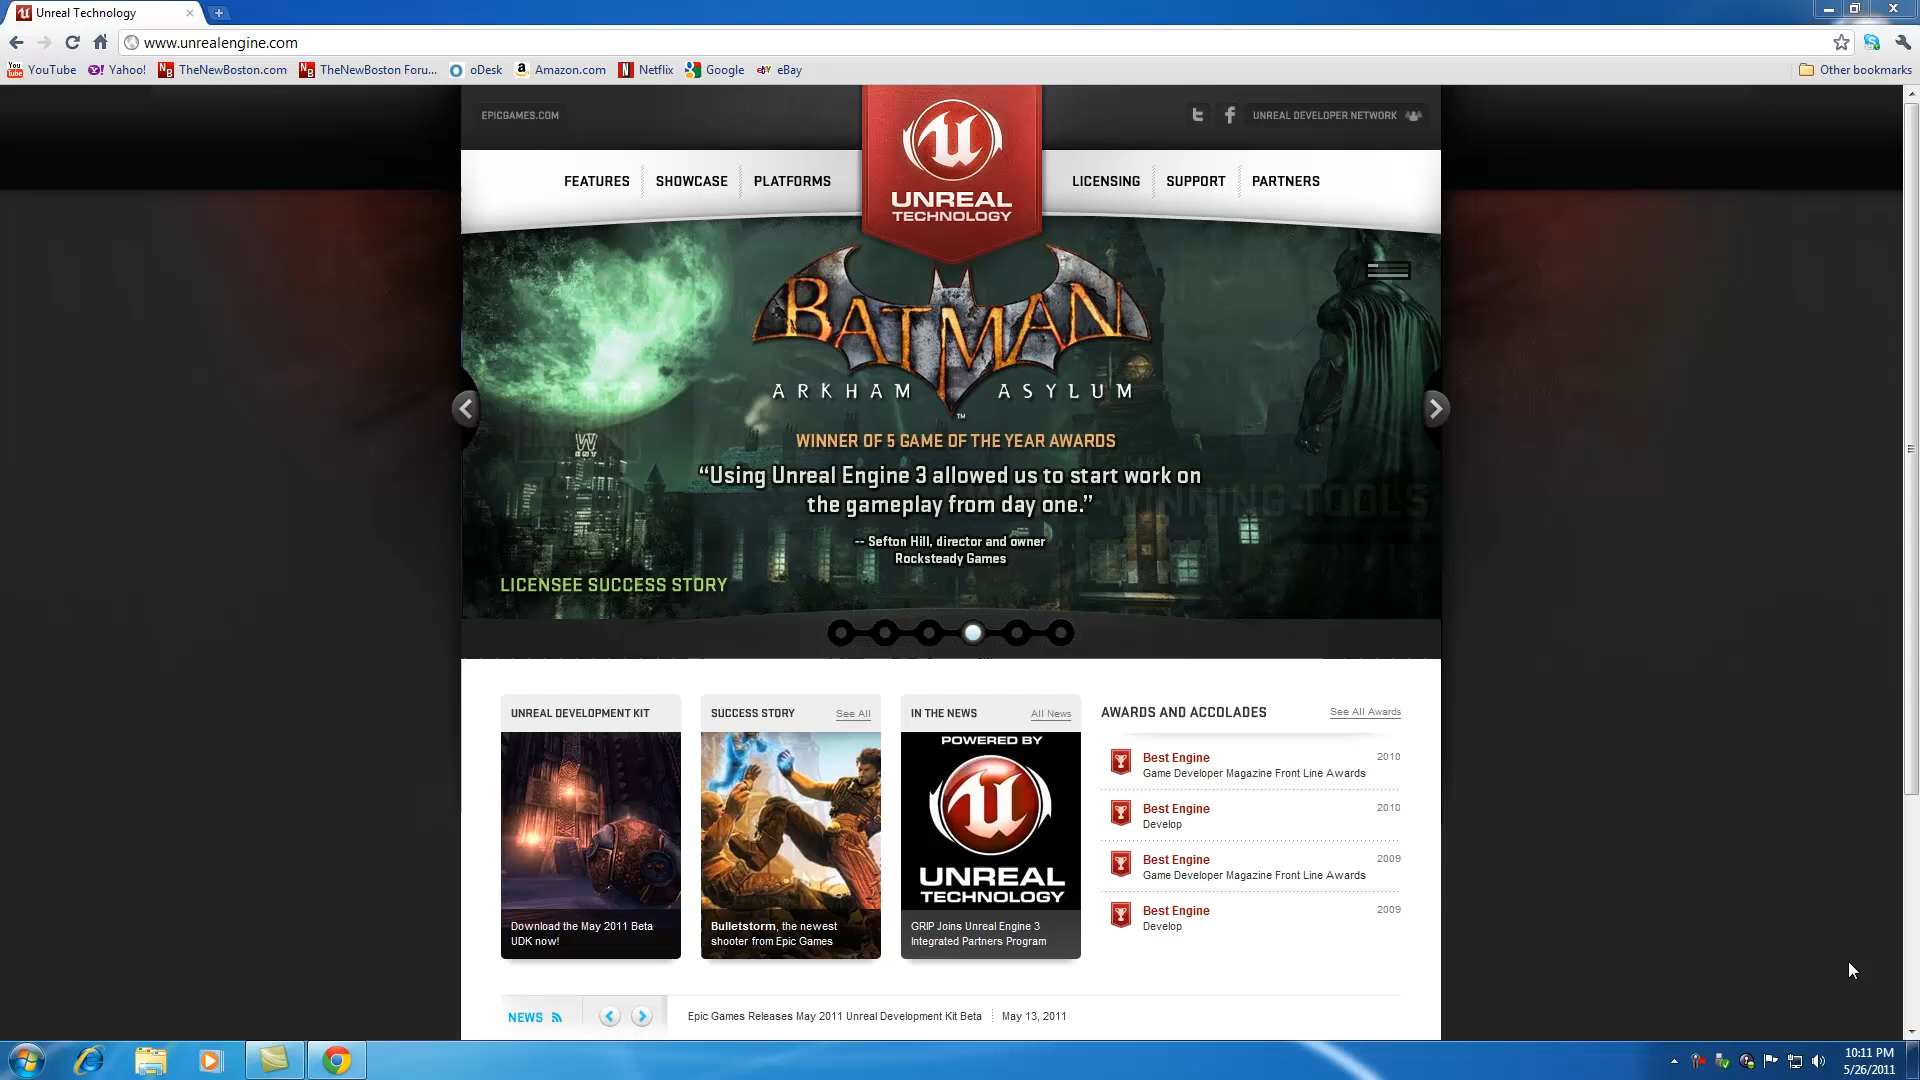 Unreal Technology
www.unrealengine.com
You Tube YouTube Yahoo! TheNewBoston.com TheNewBoston Foru... oDesk Amazon.com Netflix Google eBay Other bookmarks
EPICGAMES.COM
UNREAL DEVELOPER NETWORK
FEATURES SHOWCASE PLATFORMS
UNREAL
TECHNOLOGY
LICENSING SUPPORT PARTNERS
BATMAN
ARKHAM ASYLUM
TM
WINNER OF 5 GAME OF THE YEAR AWARDS
“Using Unreal Engine 3 allowed us to start work on
the gameplay from day one.”
WINNING TOOLS
-- Sefton Hill, director and owner
Rocksteady Games
LICENSEE SUCCESS STORY
UNREAL DEVELOPMENT KIT
Download the May 2011 Beta
UDK now!
SUCCESS STORY See All
Bulletstorm, the newest
shooter from Epic Games
IN THE NEWS All News
POWERED BY
UNREAL
TECHNOLOGY
GRIP Joins Unreal Engine 3
Integrated Partners Program
AWARDS AND ACCOLADES See All Awards
Best Engine 2010
Game Developer Magazine Front Line Awards
Best Engine 2010
Develop
Best Engine 2009
Game Developer Magazine Front Line Awards
Best Engine 2009
Develop
NEWS
Epic Games Releases May 2011 Unreal Development Kit Beta May 13, 2011
10:11 PM
5/26/2011